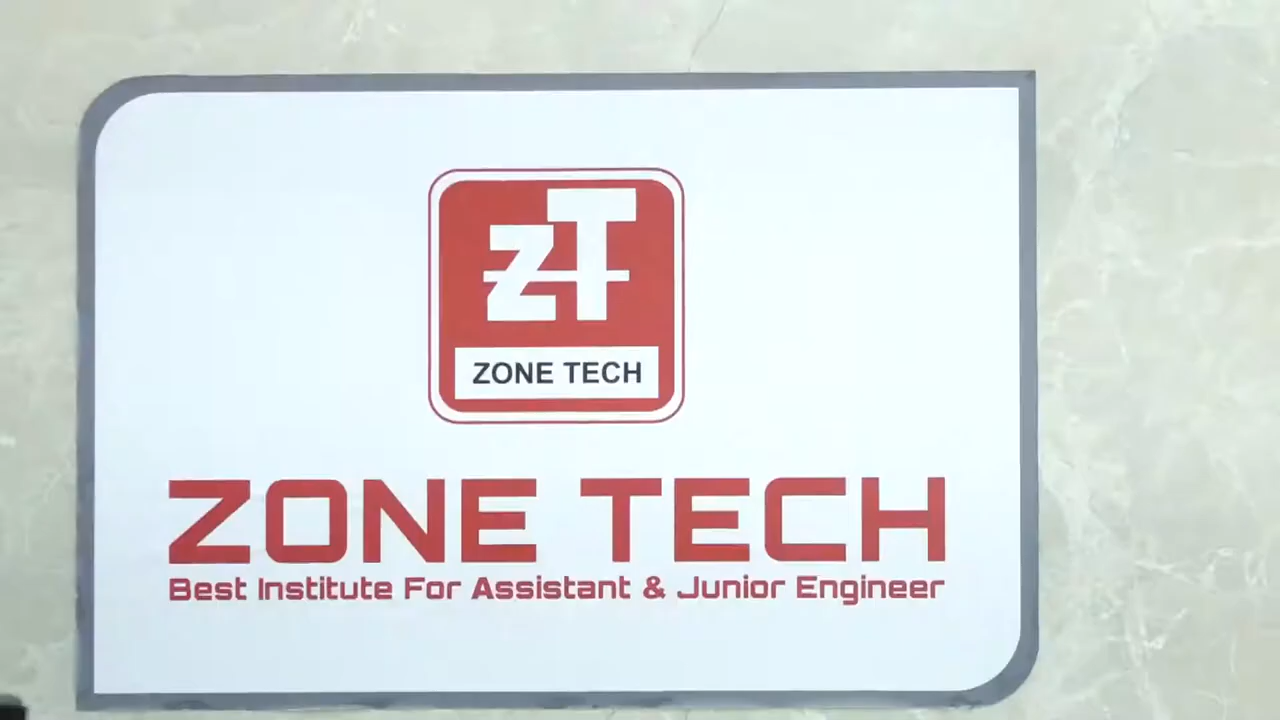 ZT
ZONE TECH
ZONE TECH
Best Institute For Assistant & Junior Engineer